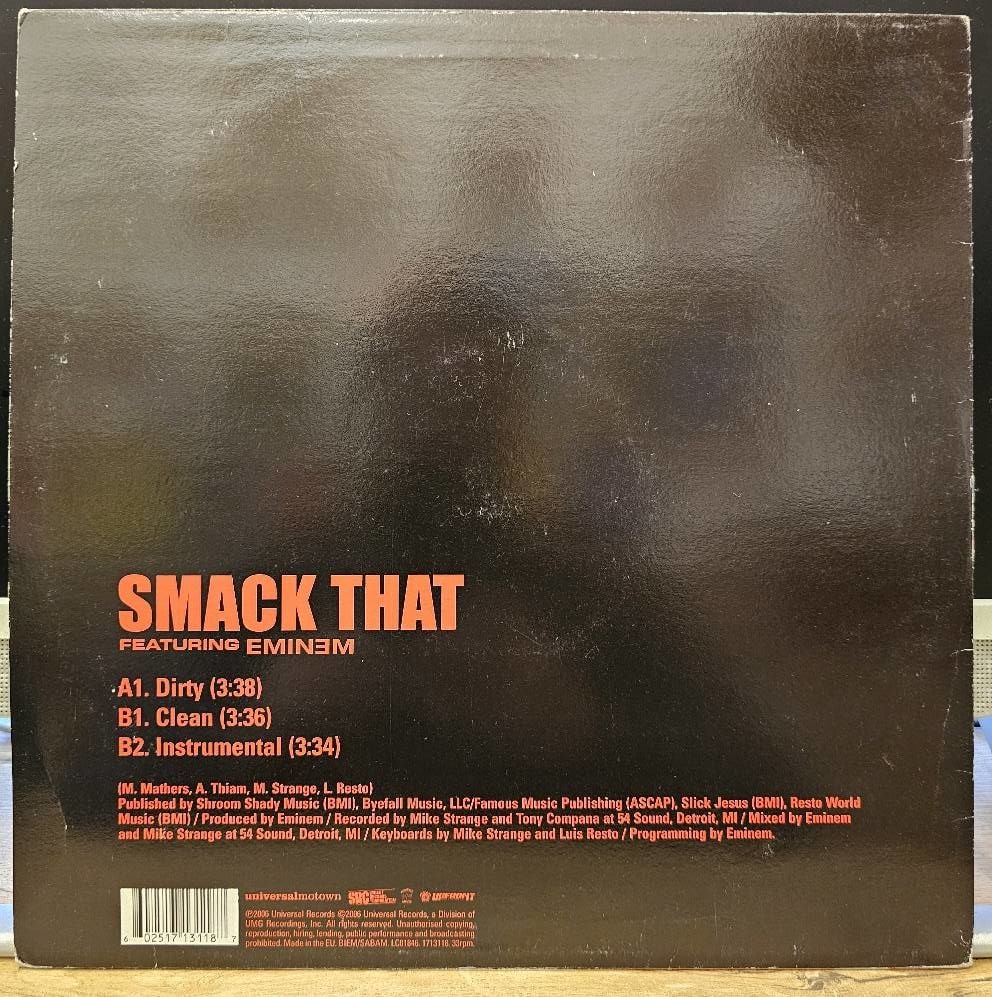 SMACK THAT
FEATURING EMINƎM
A1. Dirty (3:38)
B1. Clean (3:36)
B2. Instrumental (3:34)
(M. Mathers, A. Thiam, M. Strange, L. Resto)
Published by Shroom Shady Music (BMI), Byefall Music, LLC/Famous Music Publishing (ASCAP), Slick Jesus (BMI), Resto World
Music (BMI) / Produced by Eminem / Recorded by Mike Strange and Tony Compana at 54 Sound, Detroit, MI / Mixed by Eminem
and Mike Strange at 54 Sound, Detroit, MI / Keyboards by Mike Strange and Luis Resto / Programming by Eminem.
universalmotown SRC UPFRONT
℗2006 Universal Records ©2006 Universal Records, a Division of
UMG Recordings, Inc. All rights reserved. Unauthorised copying,
reproduction, hiring, lending, public performance and broadcasting
prohibited. Made in the EU. BIEM/SABAM. LC01846. 1713118. 33rpm.
6 02517 13118 7